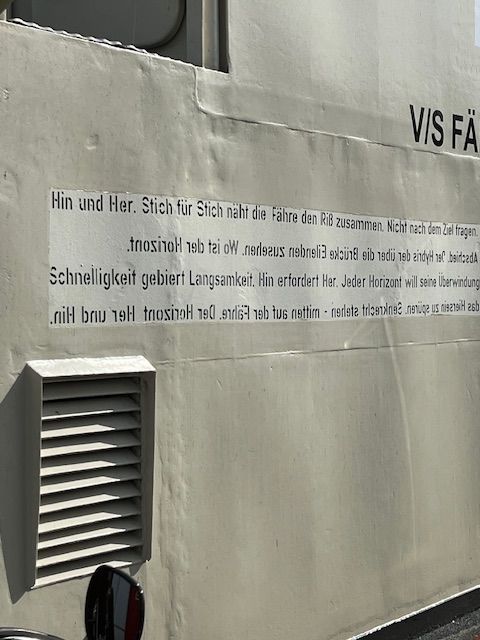 V/S FÄ
Hin und Her. Stich für Stich näht die Fähre den Riß zusammen. Nicht nach dem Ziel fragen.
Abschied. Der Hybris der über die Brücke Eilenden zusehen. Wo ist der Horizont.
Schnelligkeit gebiert Langsamkeit. Hin erfordert Her. Jeder Horizont will seine Überwindung
das Hiersein zu spüren. Senkrecht stehen - mitten auf der Fähre. Der Horizont Her und Hin.